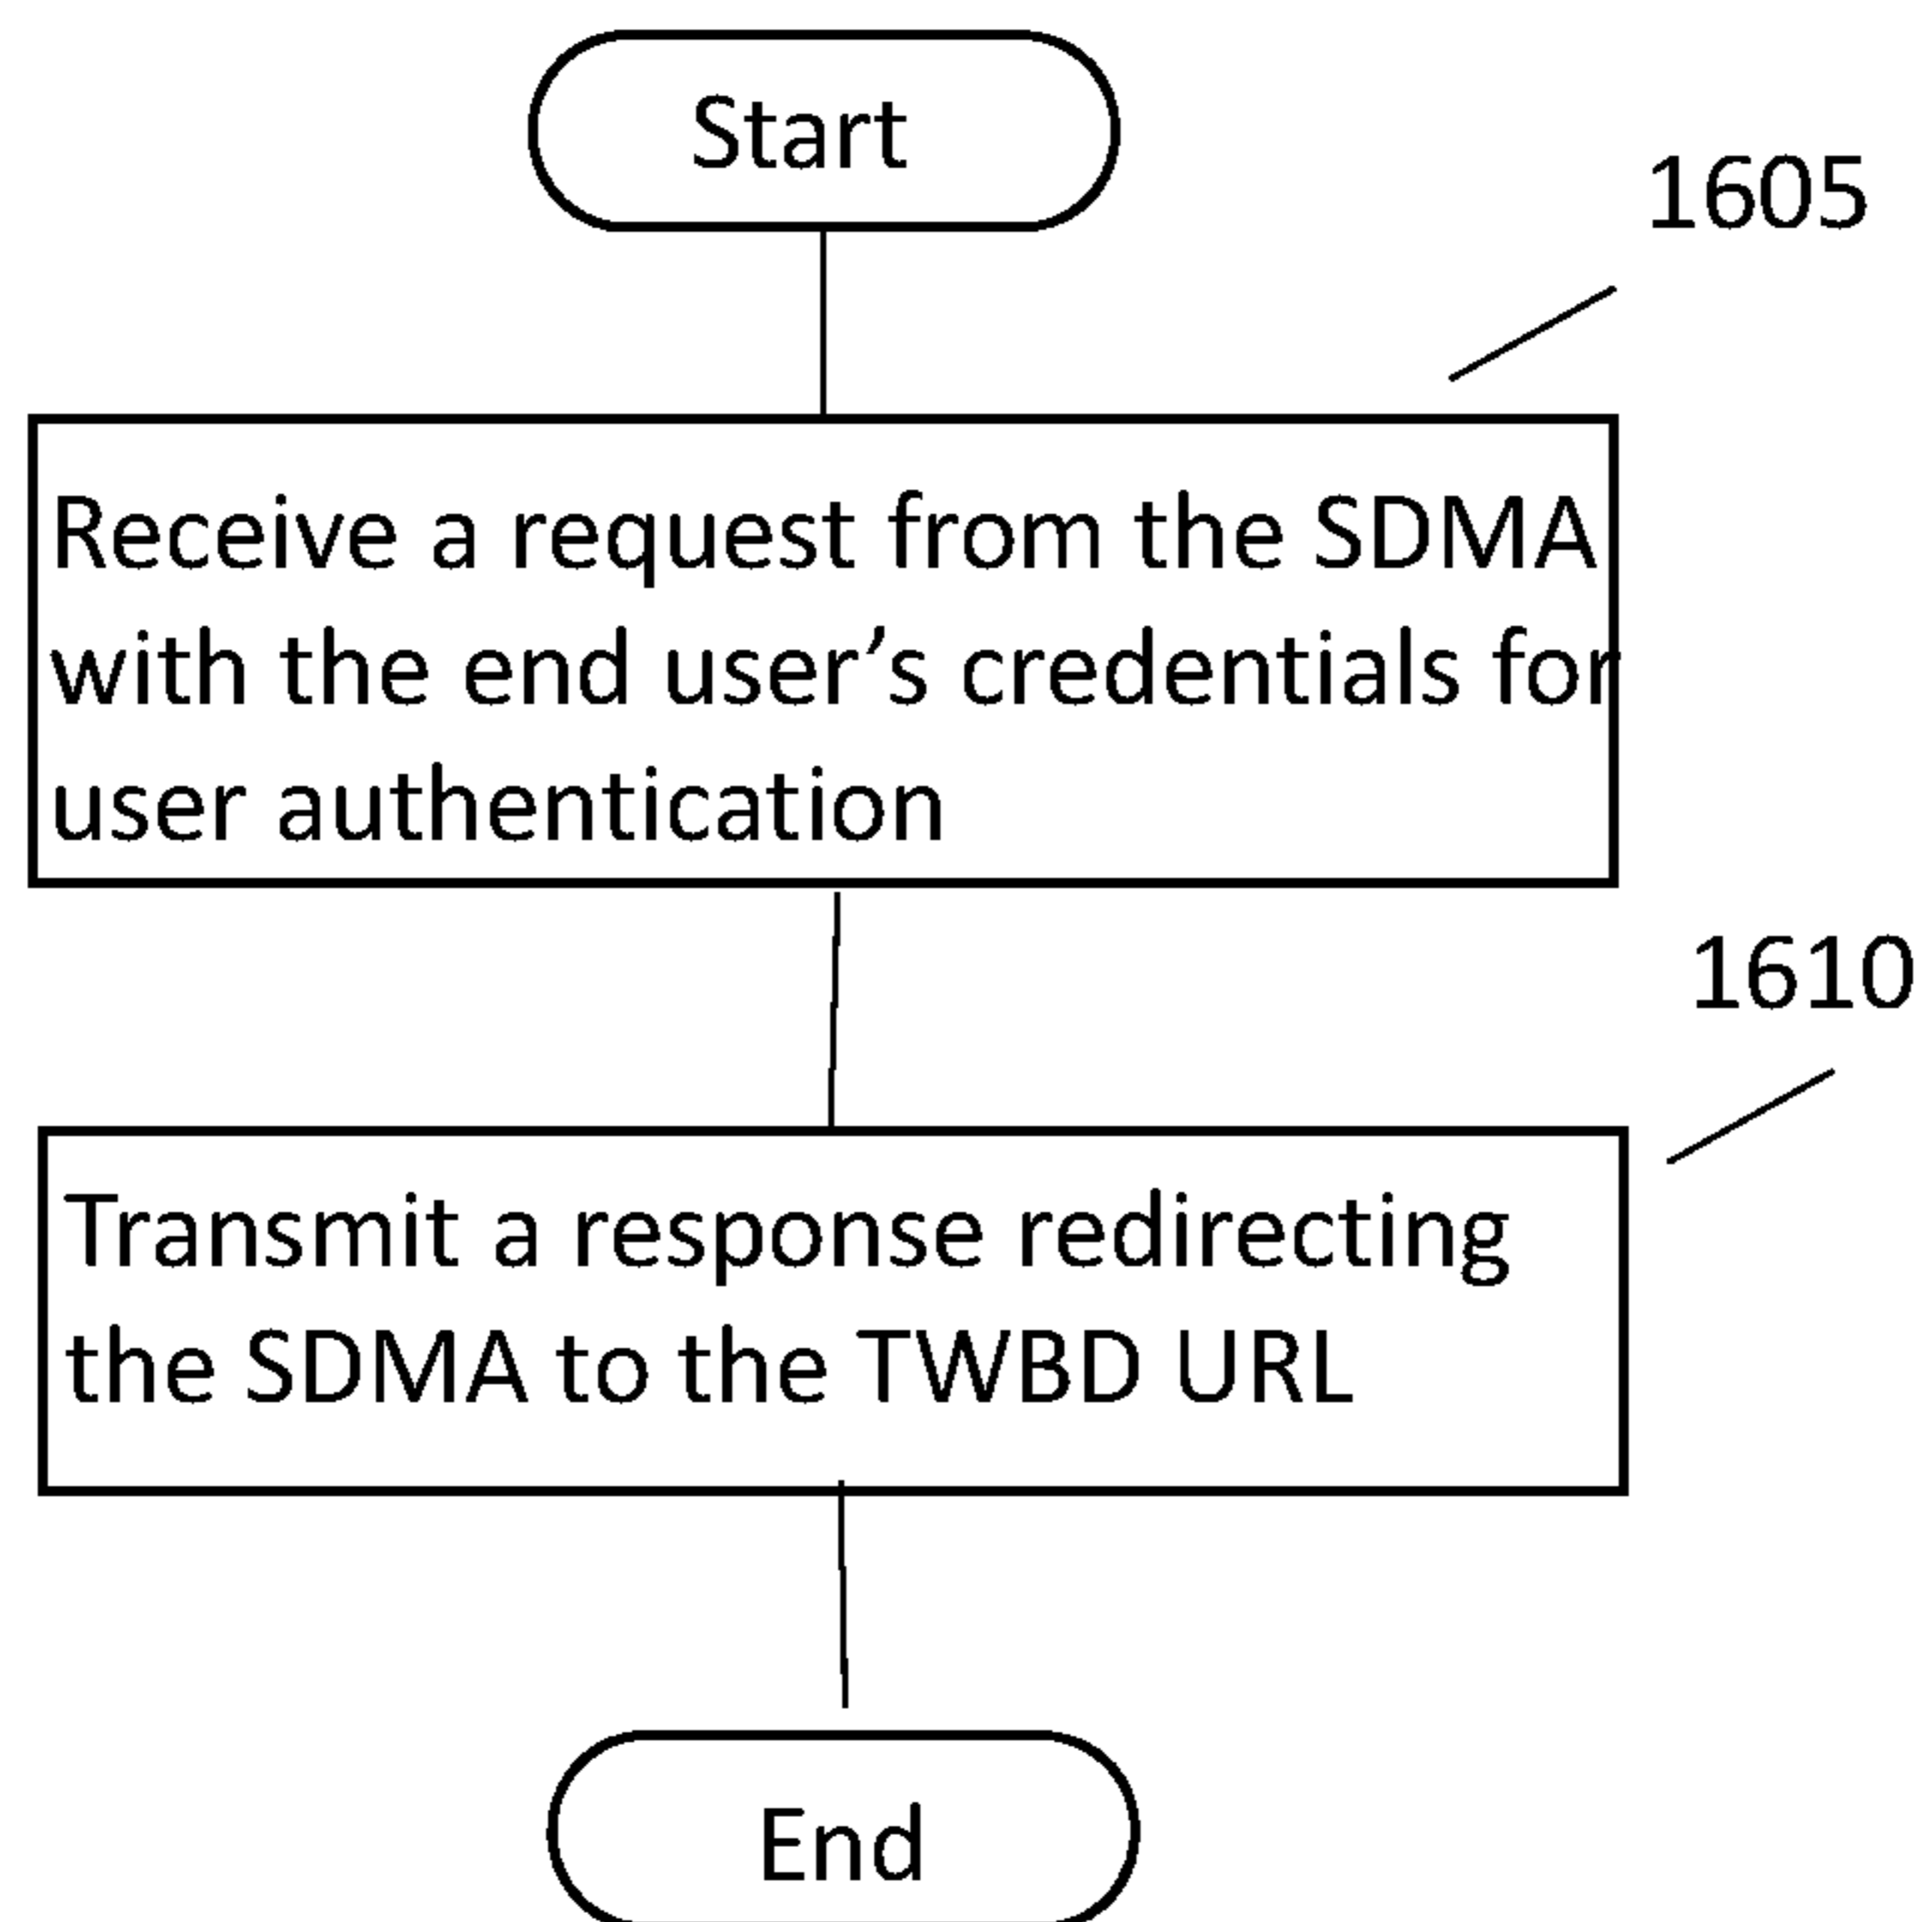 Start
1605
Receive a request from the SDMA
with the end user’s credentials for
user authentication
1610
Transmit a response redirecting
the SDMA to the TWBD URL
End